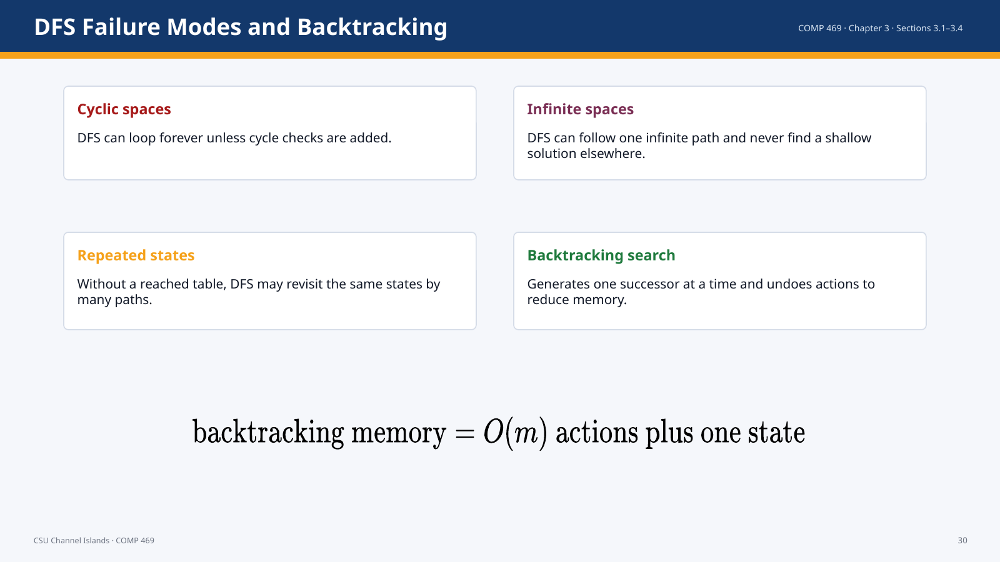 DFS Failure Modes and Backtracking
COMP 469 · Chapter 3 · Sections 3.1–3.4
Cyclic spaces
DFS can loop forever unless cycle checks are added.
Infinite spaces
DFS can follow one infinite path and never find a shallow
solution elsewhere.
Repeated states
Without a reached table, DFS may revisit the same states by
many paths.
Backtracking search
Generates one successor at a time and undoes actions to
reduce memory.
backtracking memory = O(m) actions plus one state
CSU Channel Islands · COMP 469
30